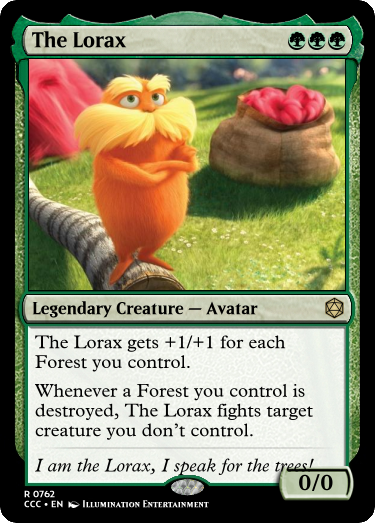 The Lorax
Legendary Creature — Avatar
The Lorax gets +1/+1 for each
Forest you control.
Whenever a Forest you control is
destroyed, The Lorax fights target
creature you don't control.
I am the Lorax, I speak for the trees!
0/0
R 0762
CCC • EN Illumination Entertainment